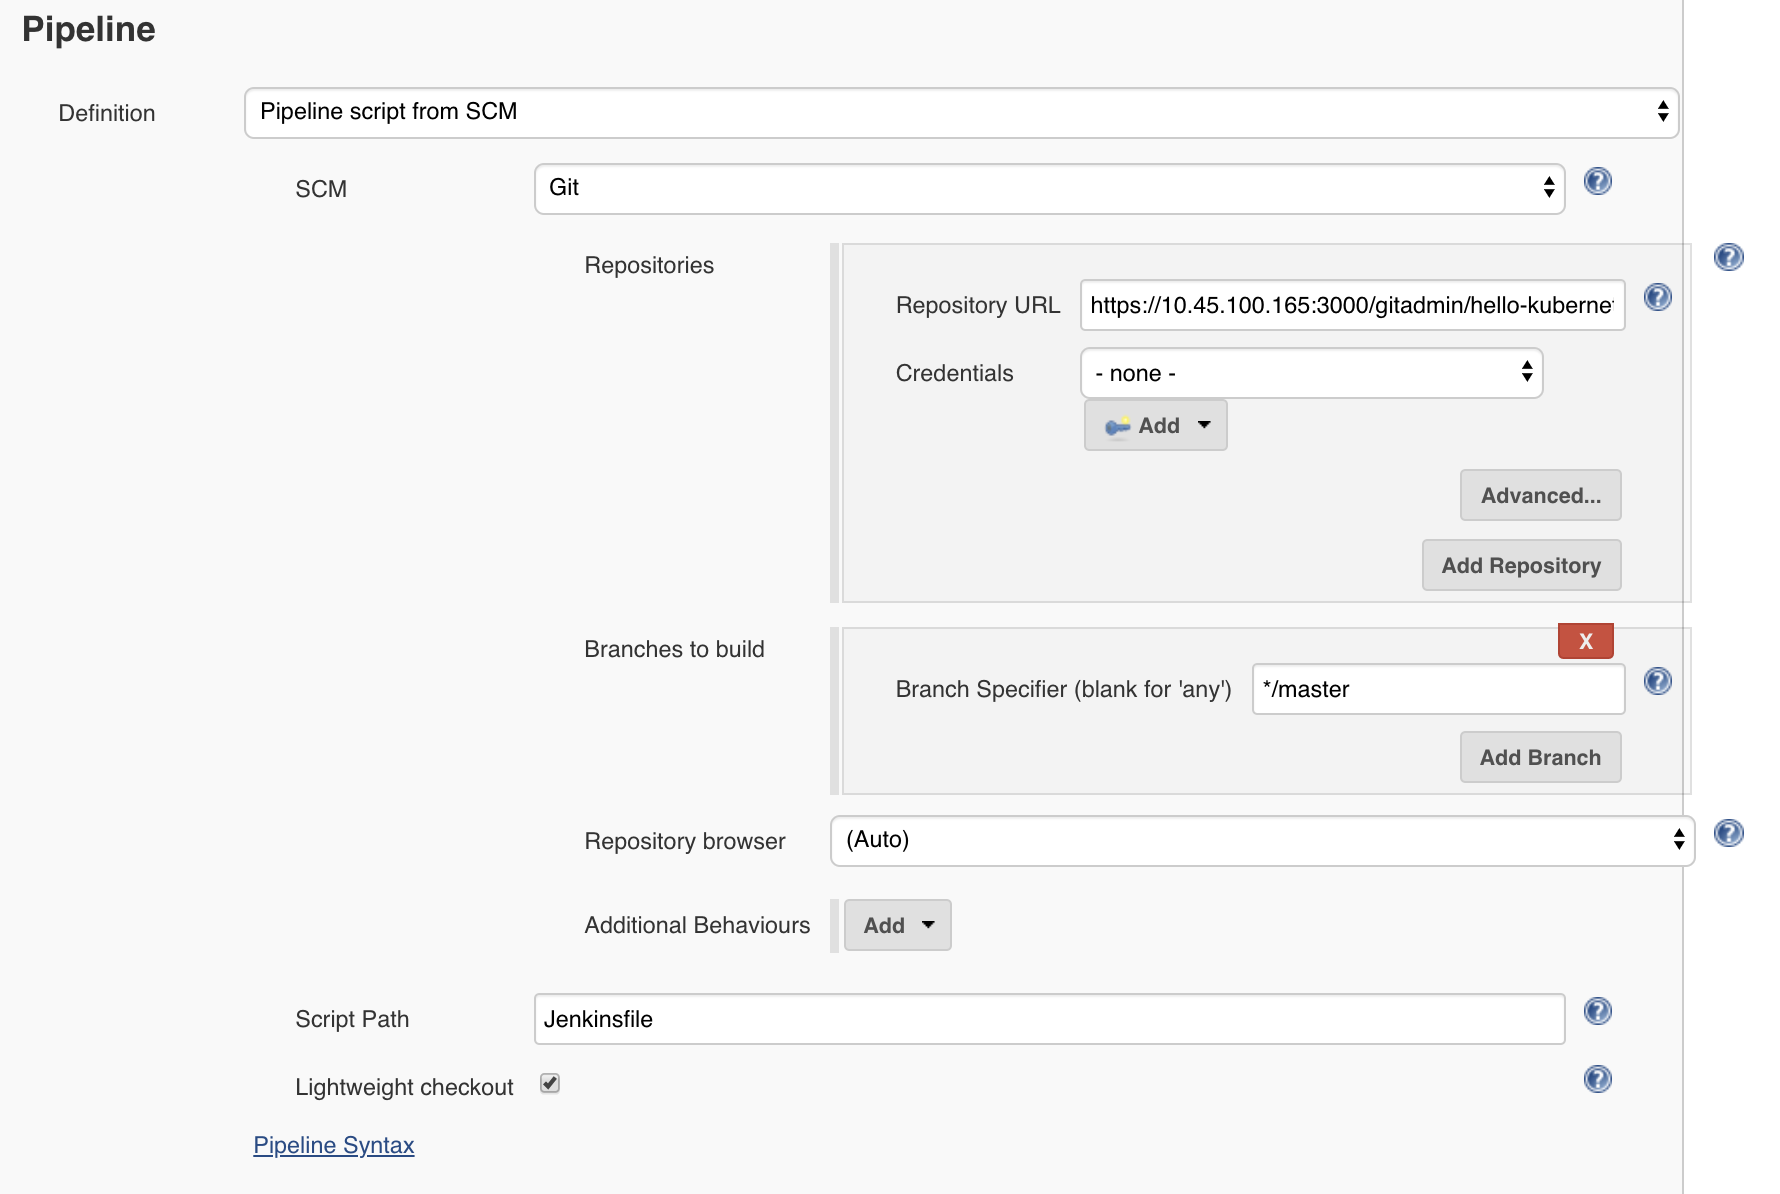 Pipeline
Definition
Pipeline script from SCM
SCM
Git
Repositories
Repository URL
https://10.45.100.165:3000/gitadmin/hello-kuberne
Credentials
- none -
Add
Advanced...
Add Repository
Branches to build
X
Branch Specifier (blank for 'any')
*/master
Add Branch
Repository browser
(Auto)
Additional Behaviours
Add
Script Path
Jenkinsfile
Lightweight checkout
Pipeline Syntax